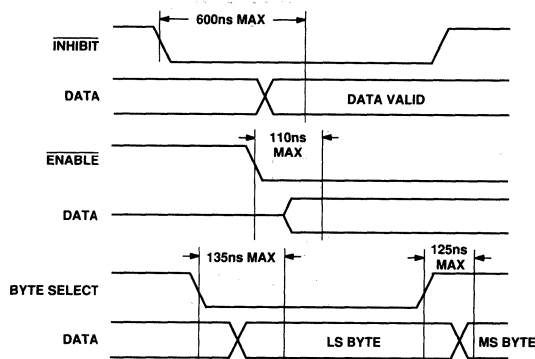 600ns MAX
INHIBIT
DATA
DATA VALID
110ns
MAX
ENABLE
DATA
135ns MAX
125ns
MAX
BYTE SELECT
DATA
LS BYTE
MS BYTE